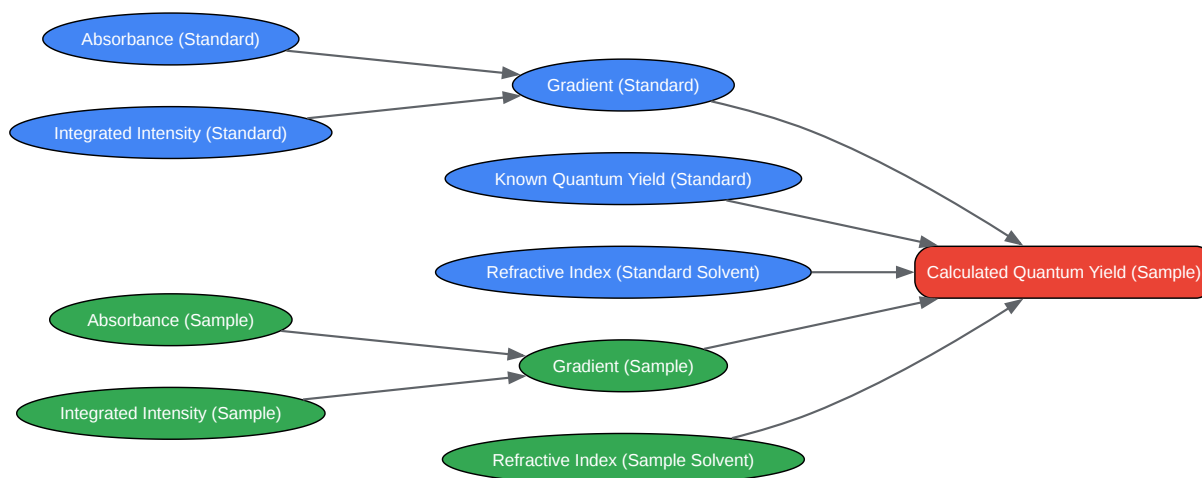 Absorbance (Standard)
Integrated Intensity (Standard)
Gradient (Standard)
Known Quantum Yield (Standard)
Refractive Index (Standard Solvent)
Calculated Quantum Yield (Sample)
Absorbance (Sample)
Integrated Intensity (Sample)
Gradient (Sample)
Refractive Index (Sample Solvent)